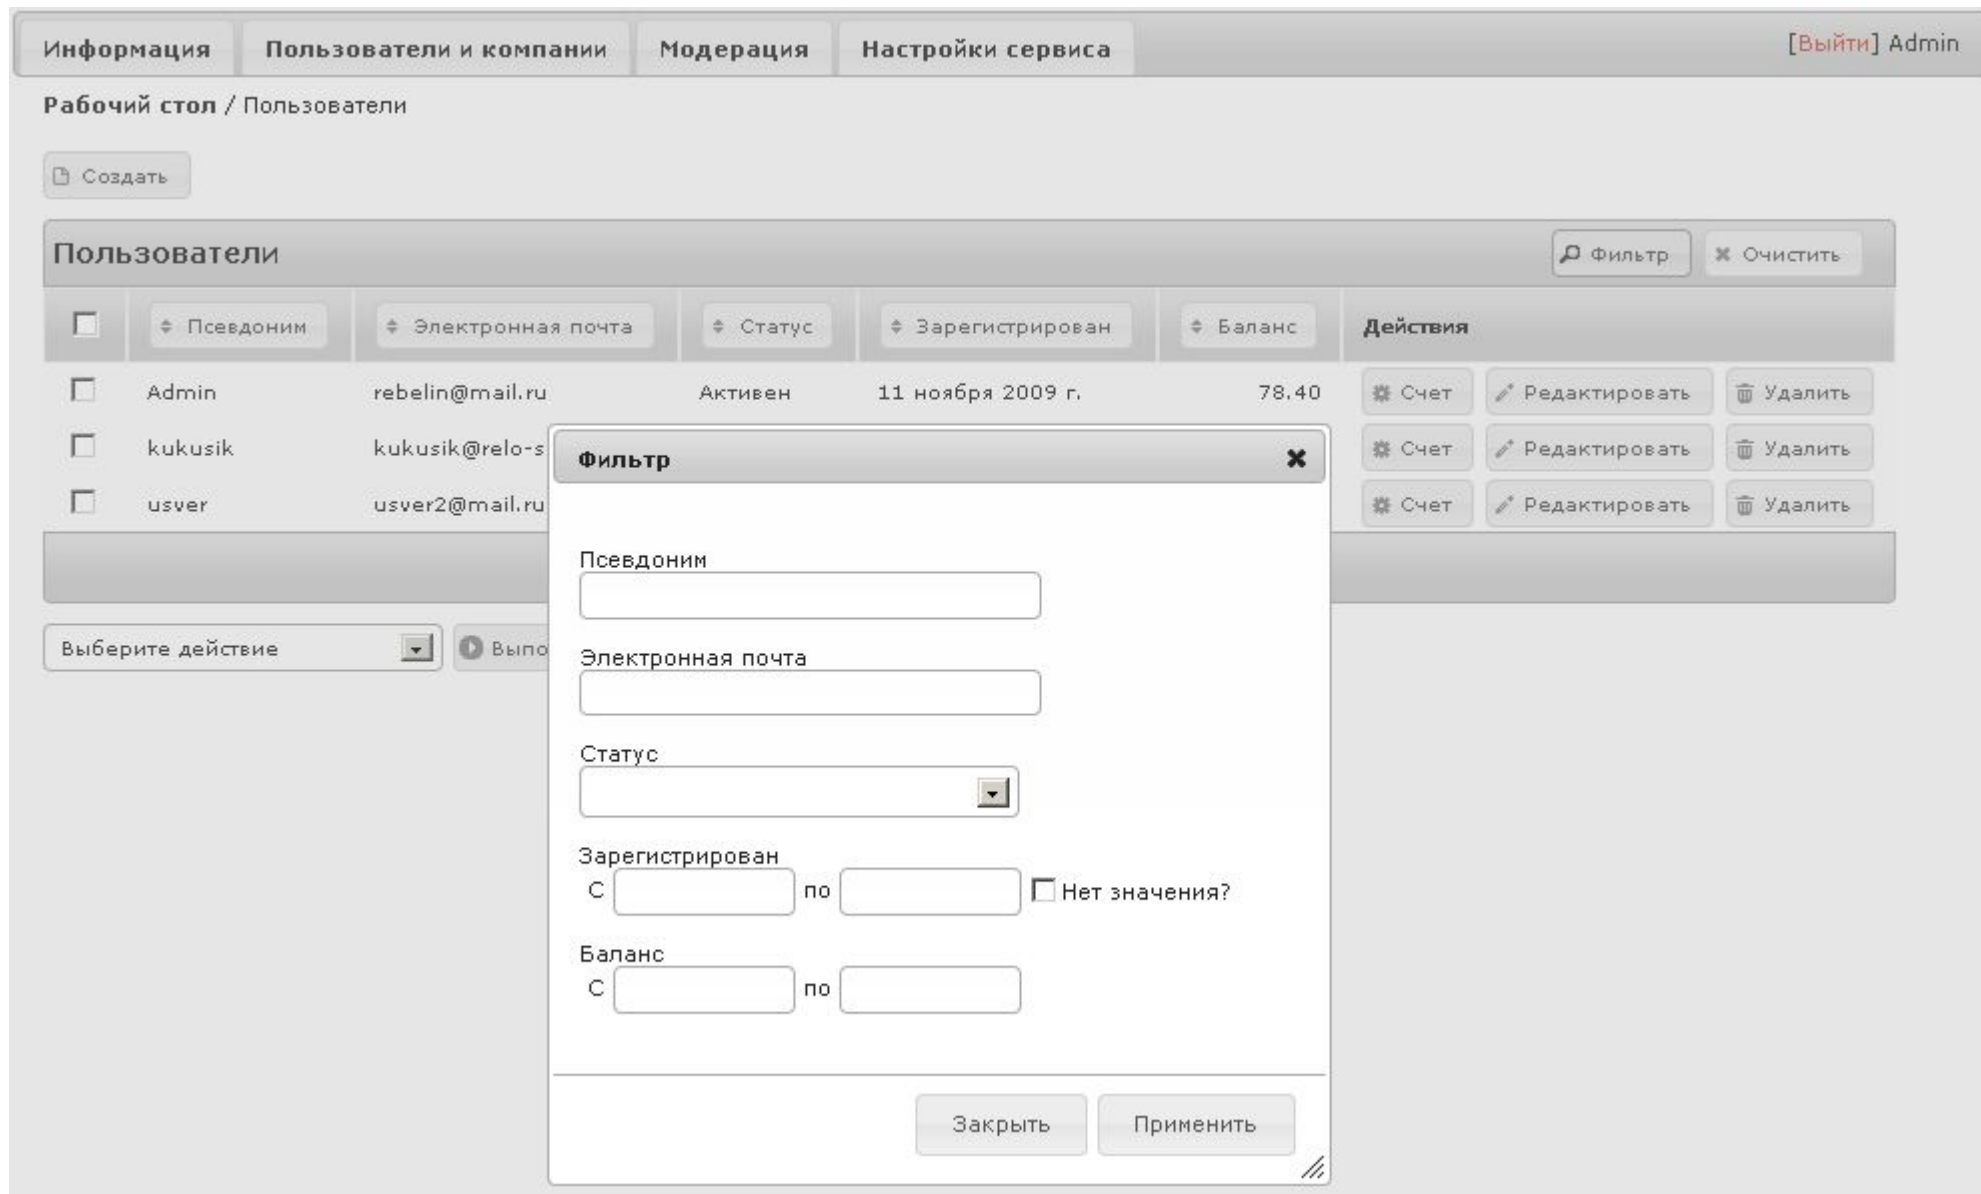 Информация Пользователи и компании Модерация Настройки сервиса [Выйти] Admin
Рабочий стол / Пользователи
Создать
Пользователи Фильтр Очистить
Псевдоним Электронная почта Статус Зарегистрирован Баланс Действия
Admin rebelin@mail.ru Активен 11 ноября 2009 г. 78.40 Счет Редактировать Удалить
kukusik kukusik@relo-s Счет Редактировать Удалить
usver usver2@mail.ru Счет Редактировать Удалить
Выберите действие Выпо
Фильтр
Псевдоним
Электронная почта
Статус
Зарегистрирован
С по Нет значения?
Баланс
С по
Закрыть Применить